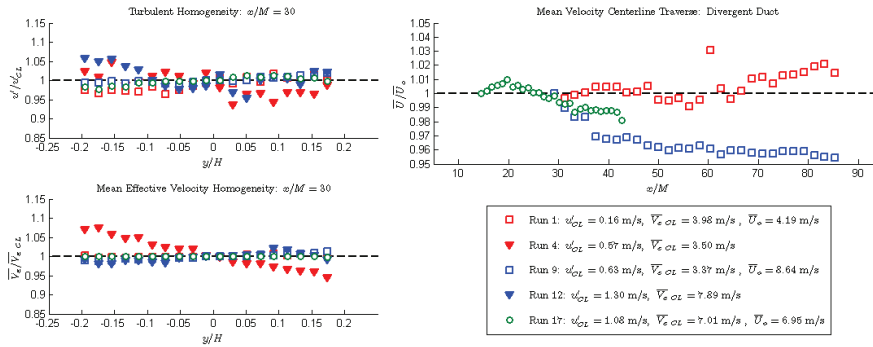 Turbulent Homogeneity: x/M = 30
1.15
1.1
1.05
1
0.95
0.9
0.85
u'/u'CL
-0.25 -0.2 -0.15 -0.1 -0.05 0 0.05 0.1 0.15 0.2
y/H
Mean Effective Velocity Homogeneity: x/M = 30
1.15
1.1
1.05
1
0.95
0.9
0.85
V̅e/V̅e CL
-0.25 -0.2 -0.15 -0.1 -0.05 0 0.05 0.1 0.15 0.2
y/H
Mean Velocity Centerline Traverse: Divergent Duct
1.05
1.04
1.03
1.02
1.01
1
0.99
0.98
0.97
0.96
0.95
U̅/U̅o
10 20 30 40 50 60 70 80 90
x/M
Run 1: u'CL = 0.16 m/s, V̅e CL = 3.98 m/s , U̅o = 4.19 m/s
Run 4: u'CL = 0.57 m/s, V̅e CL = 3.50 m/s
Run 9: u'CL = 0.63 m/s, V̅e CL = 3.37 m/s , U̅o = 8.64 m/s
Run 12: u'CL = 1.30 m/s, V̅e CL = 7.89 m/s
Run 17: u'CL = 1.08 m/s, V̅e CL = 7.01 m/s , U̅o = 6.95 m/s